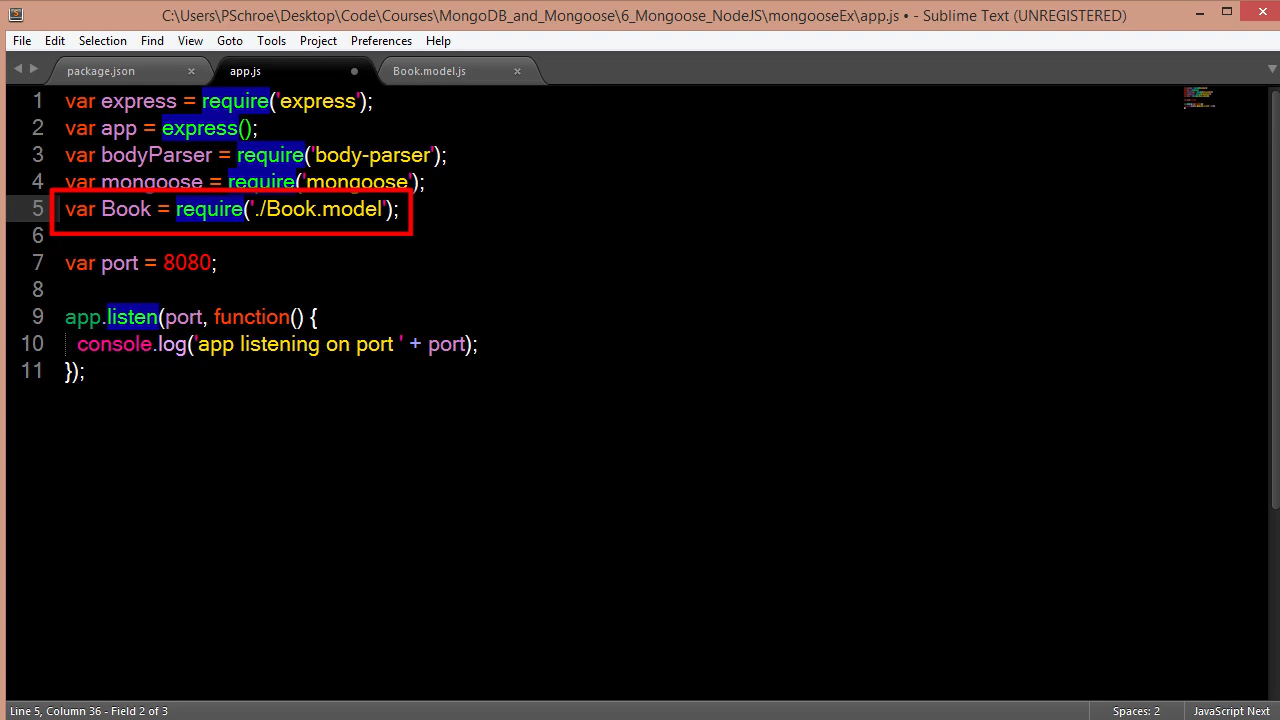 C:\Users\PSchroe\Desktop\Code\Courses\MongoDB_and_Mongoose\6_Mongoose_NodeJS\mongooseEx\app.js • - Sublime Text (UNREGISTERED)
File Edit Selection Find View Goto Tools Project Preferences Help
package.json × app.js Book.model.js ×
1 var express = require('express');
2 var app = express();
3 var bodyParser = require('body-parser');
4 var mongoose = require('mongoose');
5 var Book = require('./Book.model');
6
7 var port = 8080;
8
9 app.listen(port, function() {
10 console.log('app listening on port ' + port);
11 });
Line 5, Column 36 - Field 2 of 3 Spaces: 2 JavaScript Next